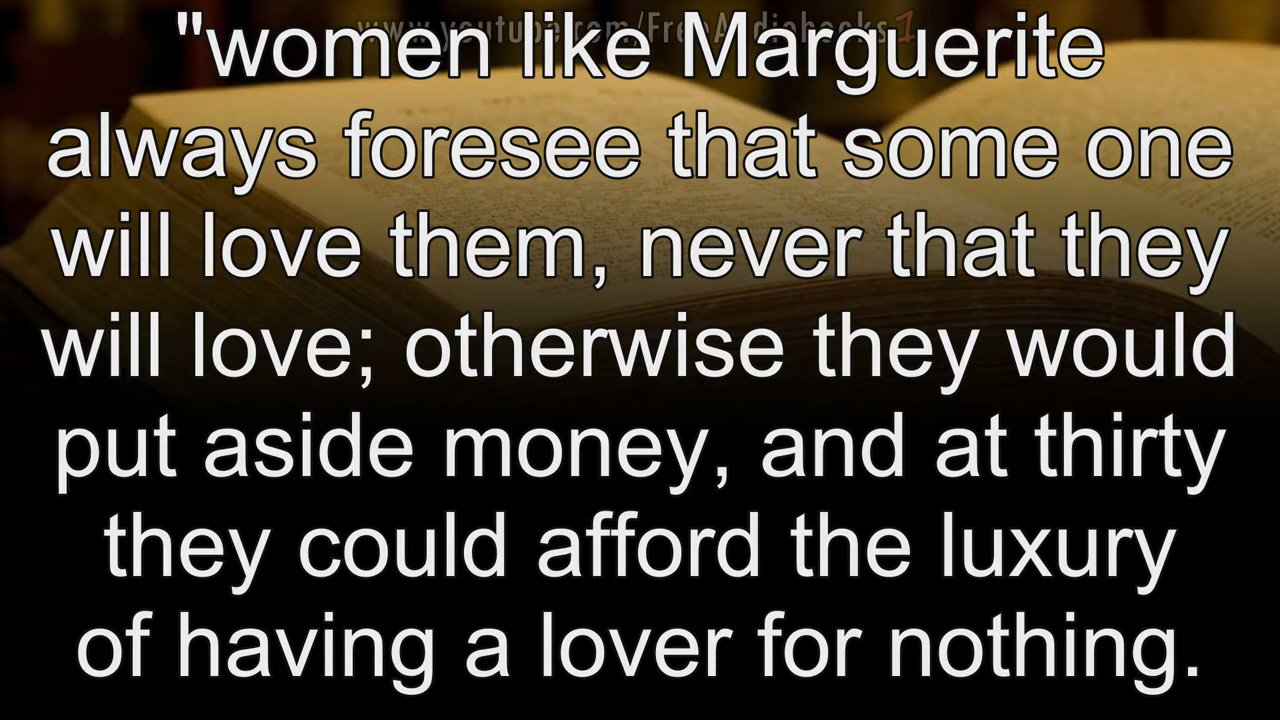 www.youtube.com/FreeAudiobooks1
"women like Marguerite
always foresee that some one
will love them, never that they
will love; otherwise they would
put aside money, and at thirty
they could afford the luxury
of having a lover for nothing.